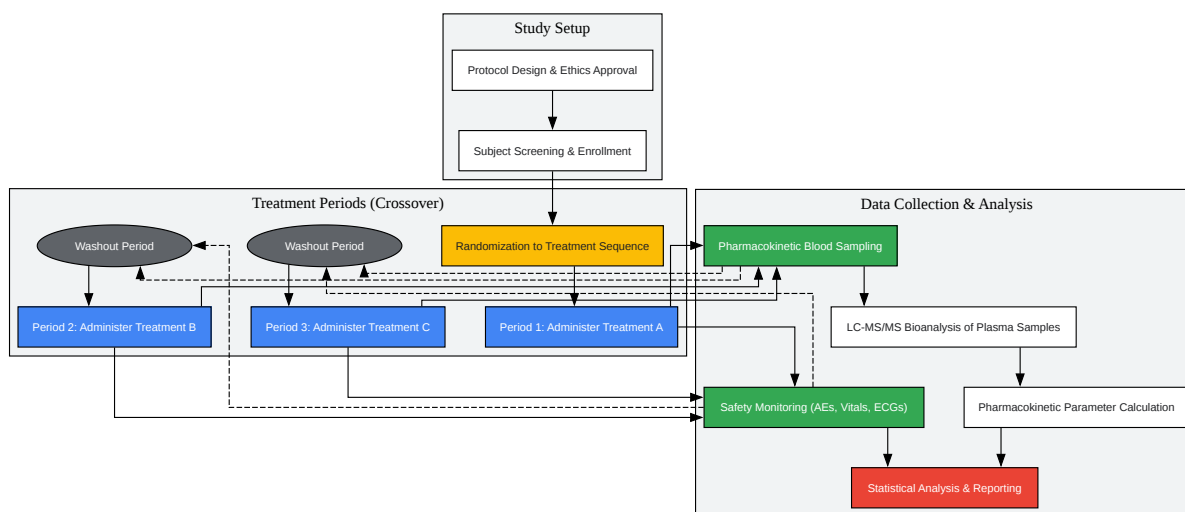 Study Setup
Protocol Design & Ethics Approval
Subject Screening & Enrollment
Treatment Periods (Crossover)
Washout Period
Washout Period
Randomization to Treatment Sequence
Period 2: Administer Treatment B
Period 3: Administer Treatment C
Period 1: Administer Treatment A
Data Collection & Analysis
Pharmacokinetic Blood Sampling
LC-MS/MS Bioanalysis of Plasma Samples
Safety Monitoring (AEs, Vitals, ECGs)
Pharmacokinetic Parameter Calculation
Statistical Analysis & Reporting